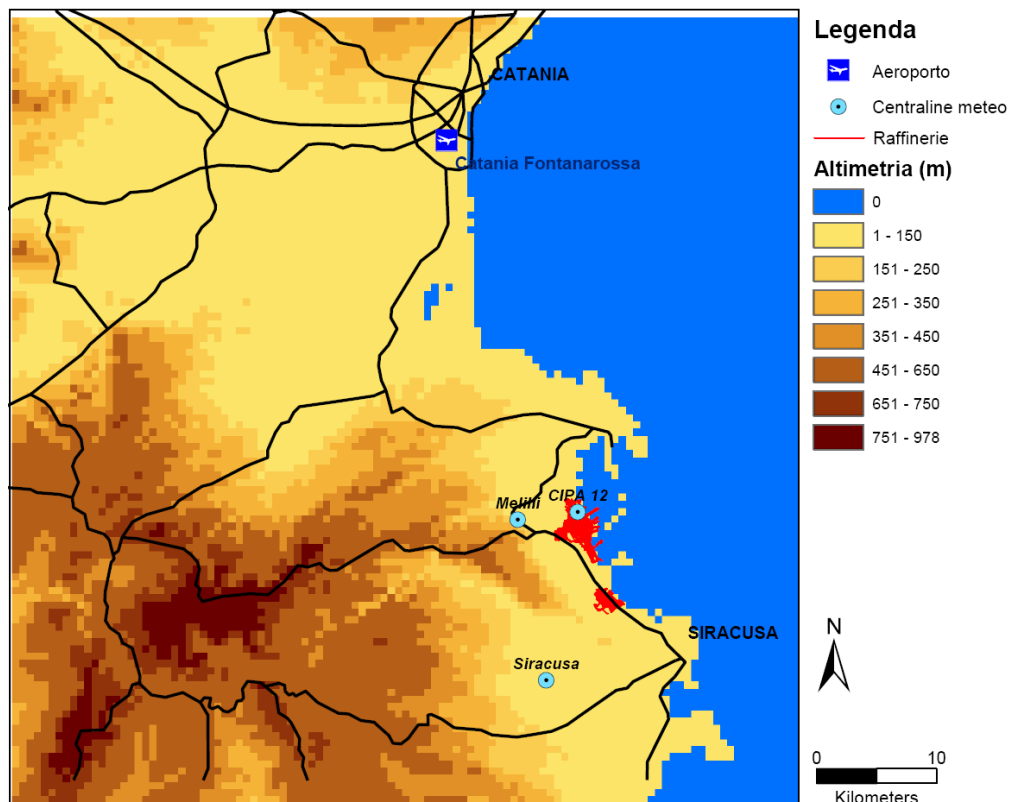 CATANIA
Catania Fontanarossa
Melilli
CIPA 12
SIRACUSA
Siracusa
Legenda
Aeroporto
Centraline meteo
Raffinerie
Altimetria (m)
0
1 - 150
151 - 250
251 - 350
351 - 450
451 - 650
651 - 750
751 - 978
N
0 10
Kilometers